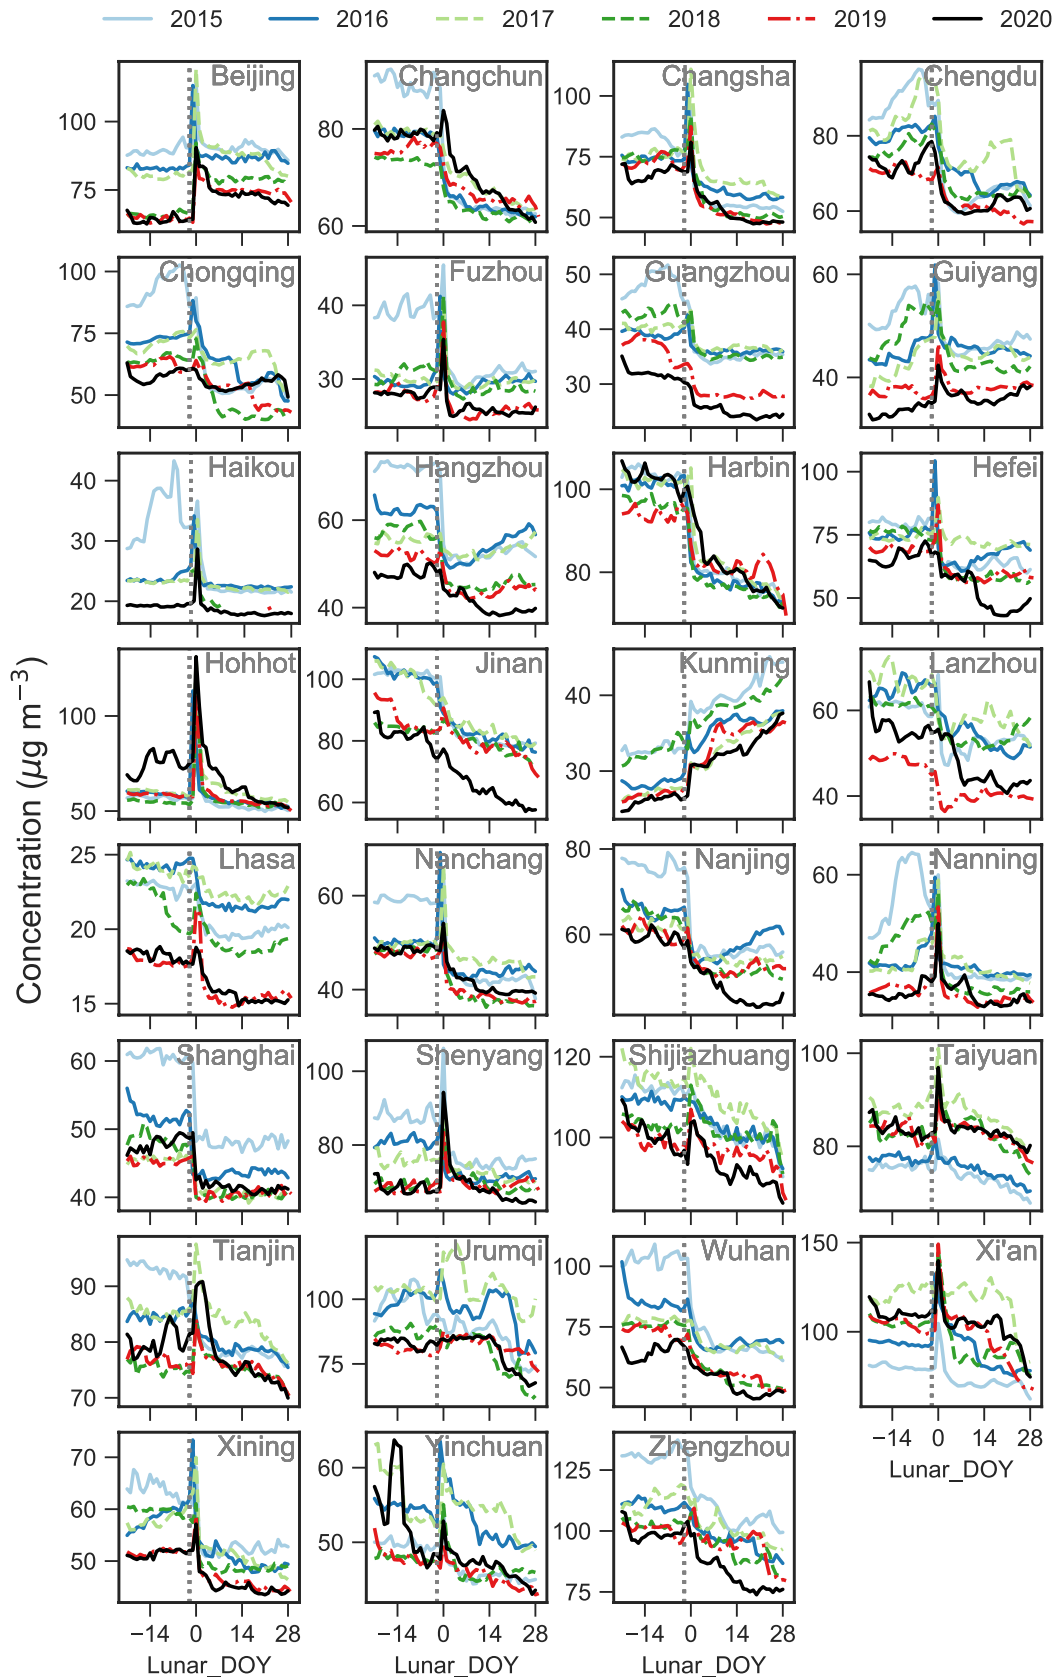 2015 2016 2017 2018 2019 2020
Beijing Changchun Changsha Chengdu
100 75
80 60
100 75 50
80 60
Chongqing Fuzhou Guangzhou Guiyang
100 75 50
40 30
50 40 30
60 40
Haikou Hangzhou Harbin Hefei
40 30 20
60 40
100 80
100 75 50
Hohhot Jinan Kunming Lanzhou
100 50
100 80 60
40 30
60 40
Concentration (μg m−3)
Lhasa Nanchang Nanjing Nanning
25 20 15
60 40
80 60
60 40
Shanghai Shenyang Shijiazhuang Taiyuan
60 50 40
100 80
120 100
100 80
Tianjin Urumqi Wuhan Xi'an
90 80 70
100 75
100 75 50
150 100
−14 0 14 28
Lunar_DOY
Xining Yinchuan Zhengzhou
70 60 50
60 50
125 100 75
−14 0 14 28 −14 0 14 28 −14 0 14 28
Lunar_DOY Lunar_DOY Lunar_DOY